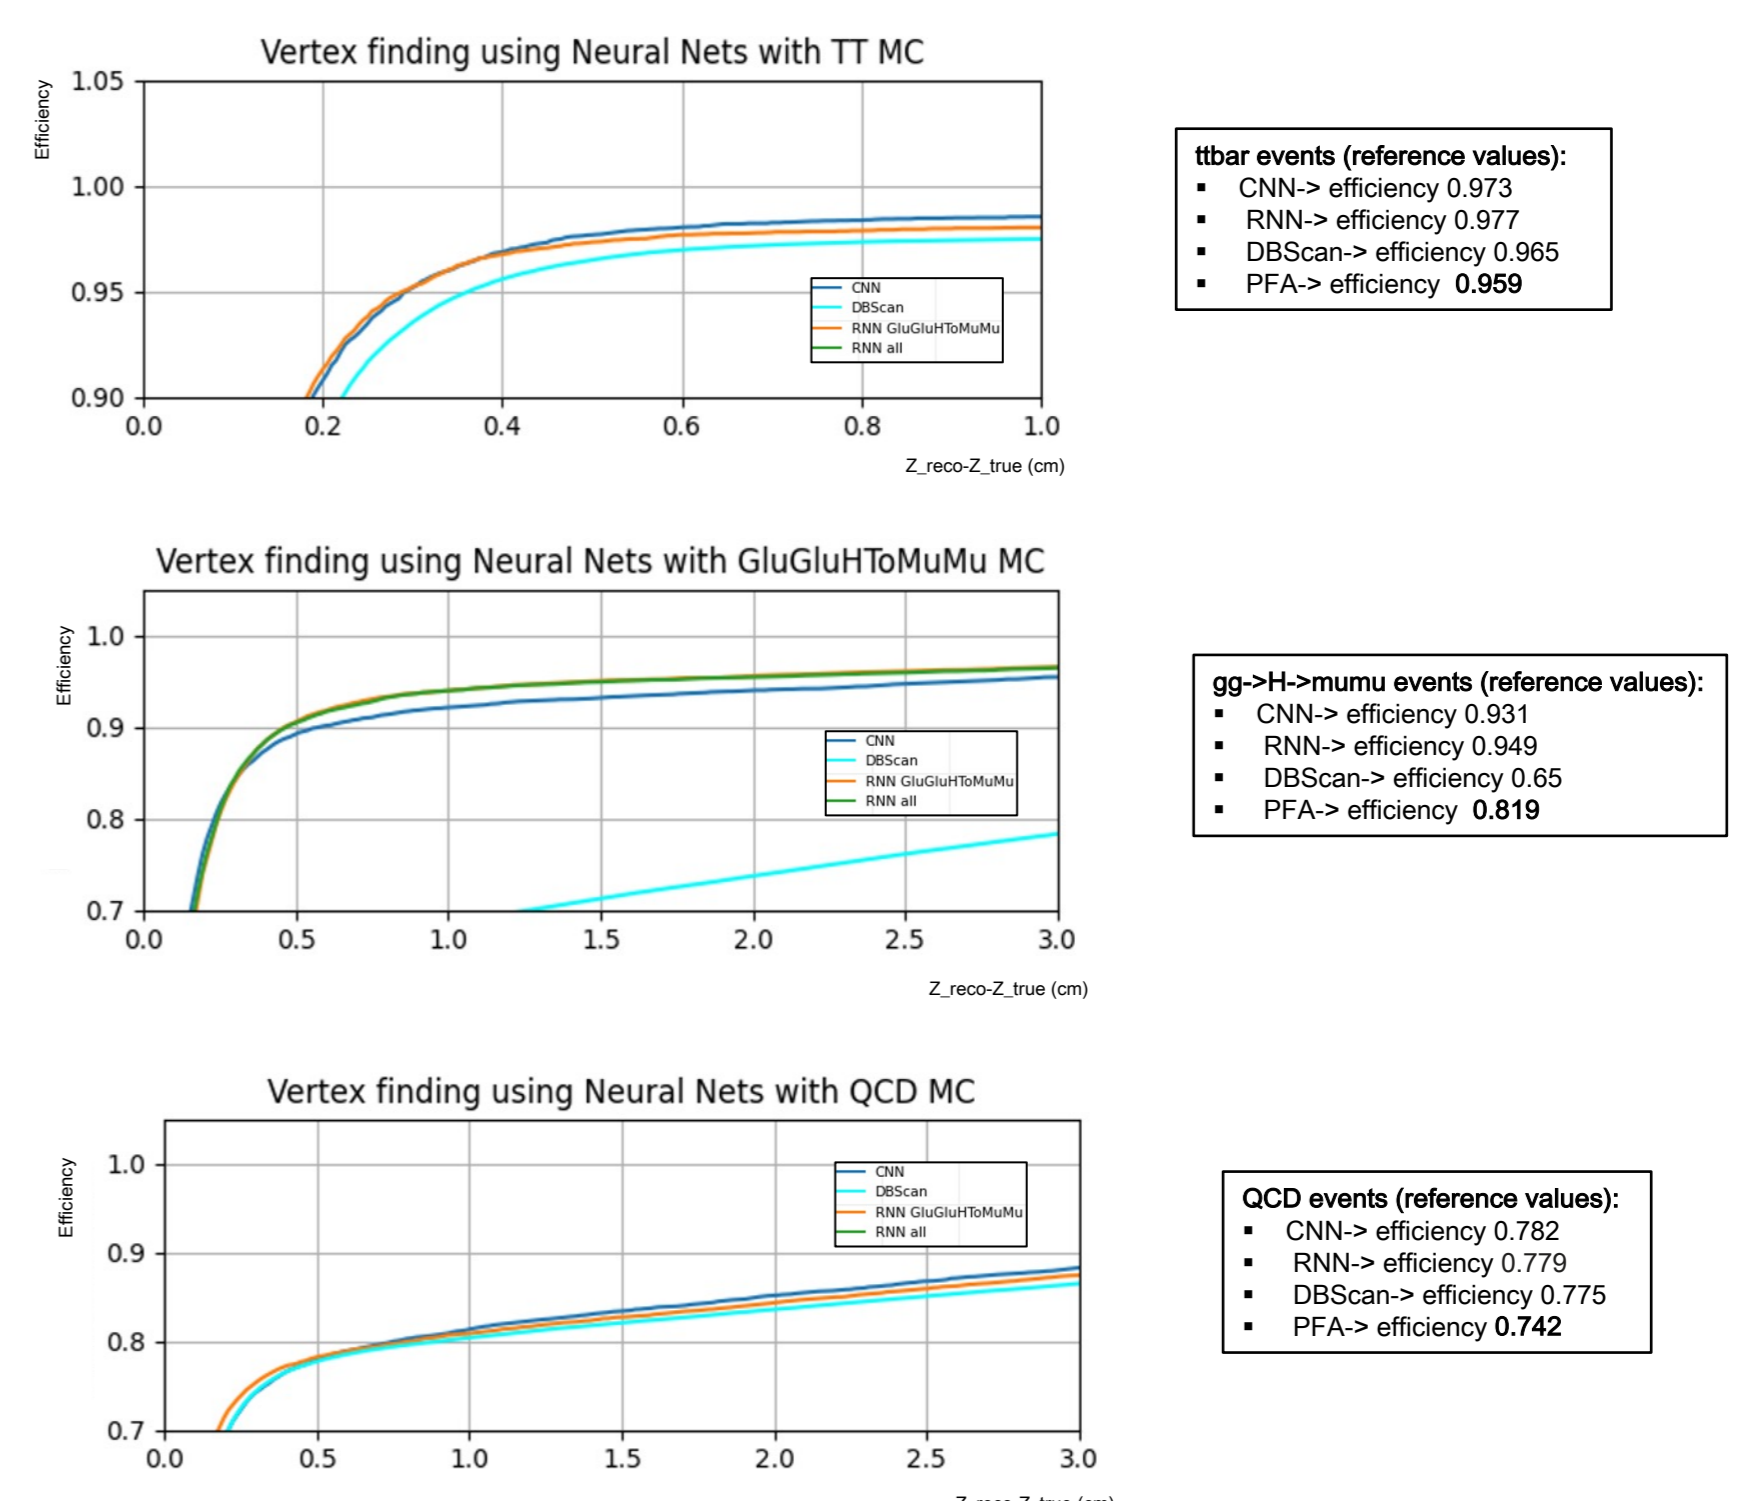 Vertex finding using Neural Nets with TT MC
Efficiency
1.05
1.00
0.95
0.90
0.0 0.2 0.4 0.6 0.8 1.0
Z_reco-Z_true (cm)
CNN
DBScan
RNN GluGluHToMuMu
RNN all
ttbar events (reference values):
▪ CNN-> efficiency 0.973
▪ RNN-> efficiency 0.977
▪ DBScan-> efficiency 0.965
▪ PFA-> efficiency 0.959
Vertex finding using Neural Nets with GluGluHToMuMu MC
Efficiency
1.0
0.9
0.8
0.7
0.0 0.5 1.0 1.5 2.0 2.5 3.0
Z_reco-Z_true (cm)
CNN
DBScan
RNN GluGluHToMuMu
RNN all
gg->H->mumu events (reference values):
▪ CNN-> efficiency 0.931
▪ RNN-> efficiency 0.949
▪ DBScan-> efficiency 0.65
▪ PFA-> efficiency 0.819
Vertex finding using Neural Nets with QCD MC
Efficiency
1.0
0.9
0.8
0.7
0.0 0.5 1.0 1.5 2.0 2.5 3.0
CNN
DBScan
RNN GluGluHToMuMu
RNN all
QCD events (reference values):
▪ CNN-> efficiency 0.782
▪ RNN-> efficiency 0.779
▪ DBScan-> efficiency 0.775
▪ PFA-> efficiency 0.742